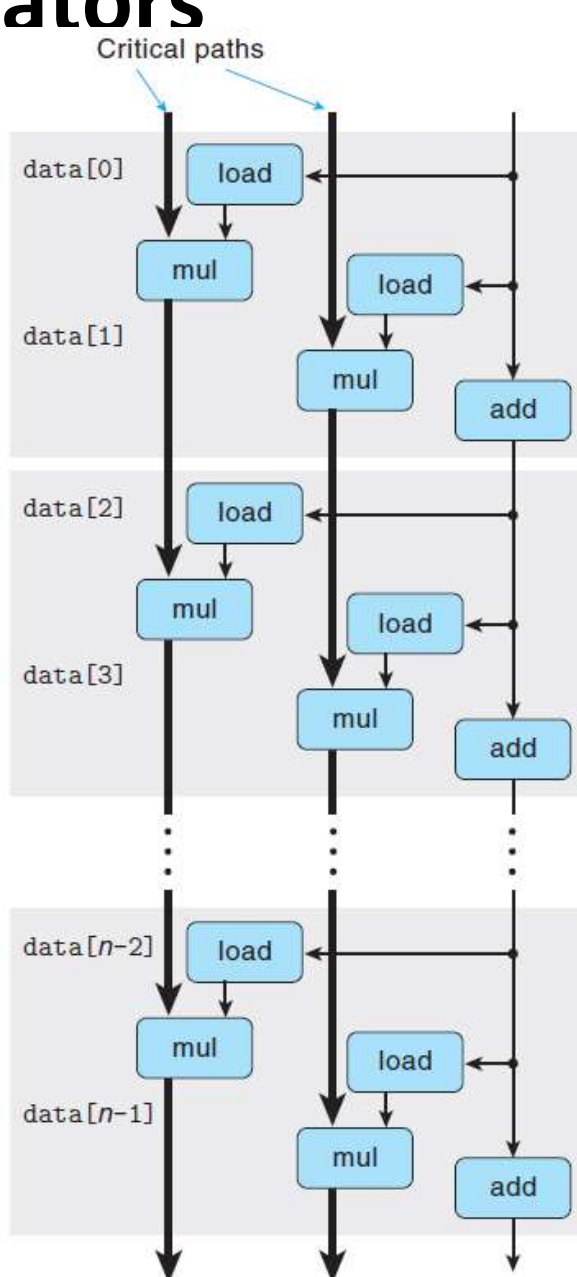 ators
Critical paths
data[0]
load
mul
load
data[1]
mul
add
data[2]
load
mul
load
data[3]
mul
add
data[n-2]
load
mul
load
data[n-1]
mul
add